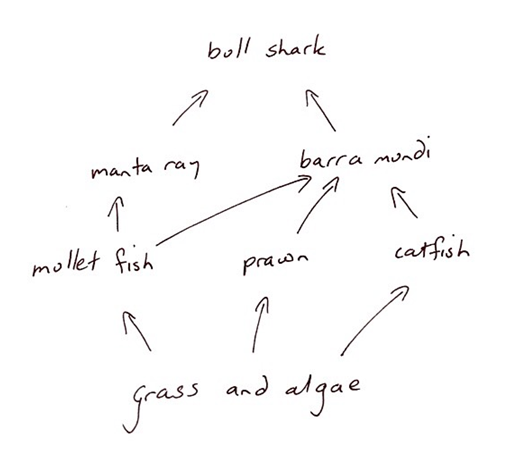 bull shark
manta ray barra mundi
mullet fish prawn catfish
grass and algae